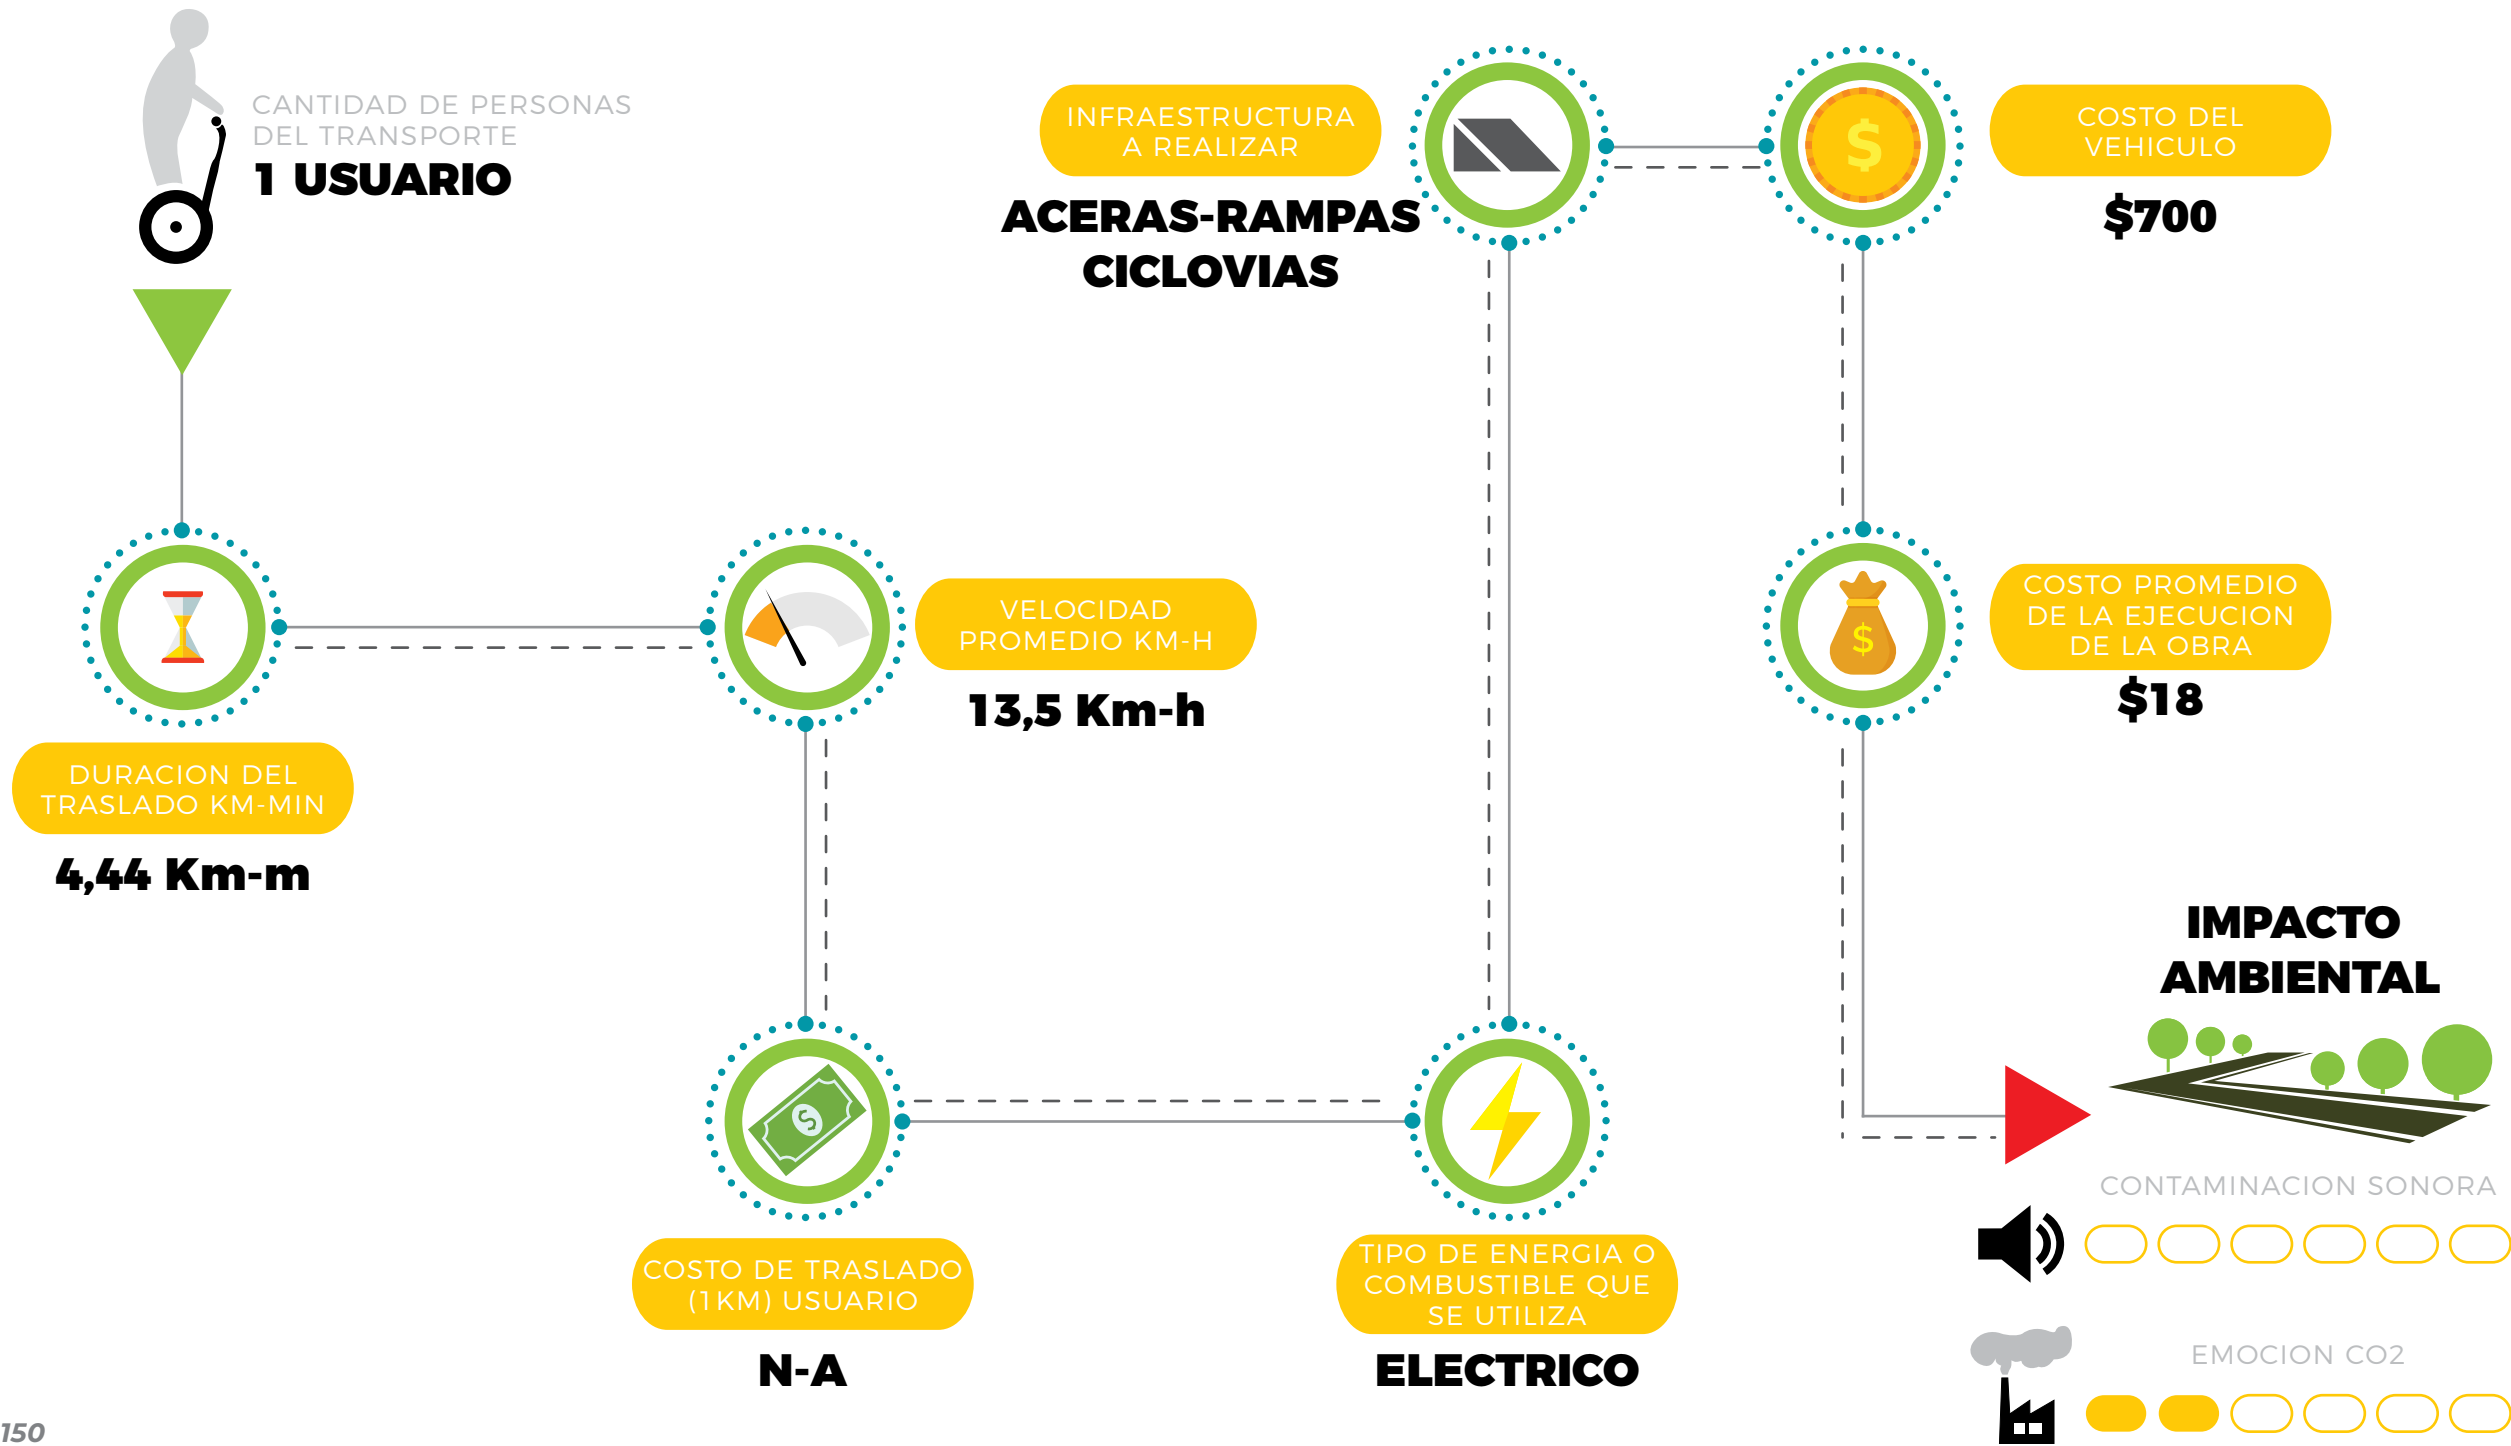 CANTIDAD DE PERSONAS
DEL TRANSPORTE
1 USUARIO
DURACION DEL
TRASLADO KM-MIN
4,44 Km-m
VELOCIDAD
PROMEDIO KM-H
13,5 Km-h
COSTO DE TRASLADO
(1KM) USUARIO
N-A
TIPO DE ENERGIA O
COMBUSTIBLE QUE
SE UTILIZA
ELECTRICO
INFRAESTRUCTURA
A REALIZAR
ACERAS-RAMPAS
CICLOVIAS
$
COSTO DEL
VEHICULO
$700
$
COSTO PROMEDIO
DE LA EJECUCION
DE LA OBRA
$18
IMPACTO
AMBIENTAL
CONTAMINACION SONORA
EMOCION CO2
$
150